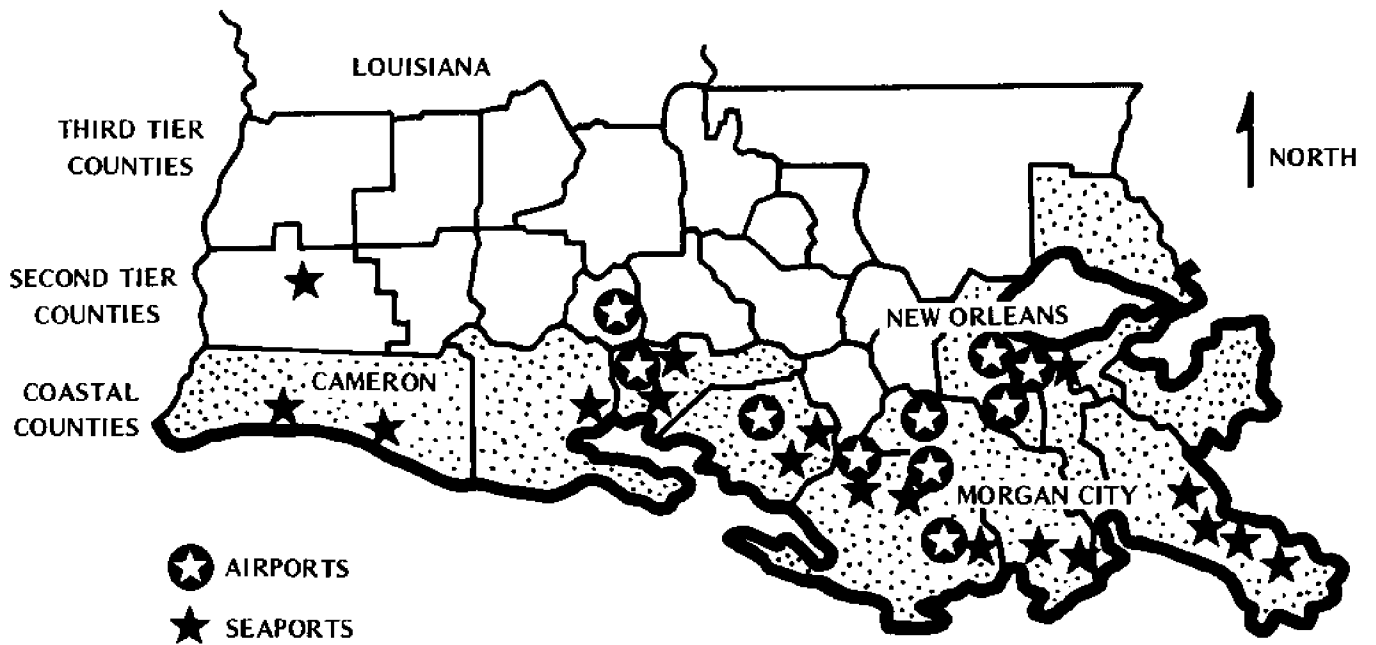 LOUISIANA
THIRD TIER
COUNTIES
NORTH
SECOND TIER
COUNTIES
NEW ORLEANS
COASTAL
COUNTIES
CAMERON
MORGAN CITY
AIRPORTS
SEAPORTS